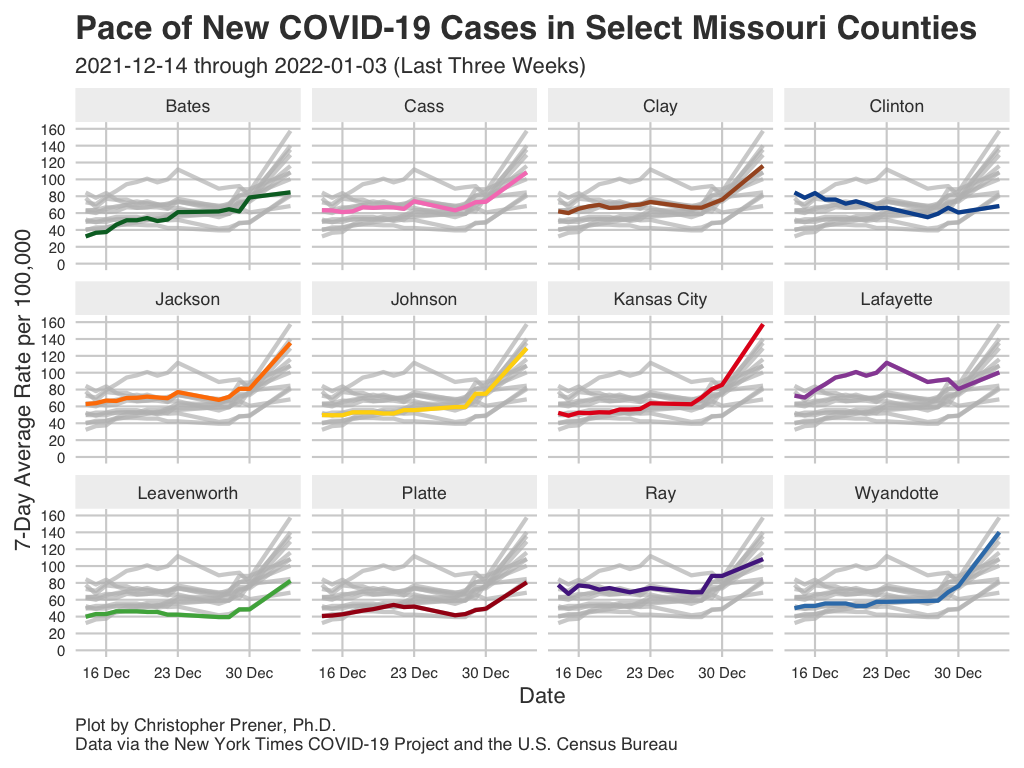 Pace of New COVID-19 Cases in Select Missouri Counties
2021-12-14 through 2022-01-03 (Last Three Weeks)
Bates Cass Clay Clinton
160
140
120
100
80
60
40
20
0
Jackson Johnson Kansas City Lafayette
160
140
120
100
80
60
40
20
0
Leavenworth Platte Ray Wyandotte
160
140
120
100
80
60
40
20
0
7-Day Average Rate per 100,000
16 Dec 23 Dec 30 Dec 16 Dec 23 Dec 30 Dec 16 Dec 23 Dec 30 Dec 16 Dec 23 Dec 30 Dec
Date
Plot by Christopher Prener, Ph.D.
Data via the New York Times COVID-19 Project and the U.S. Census Bureau